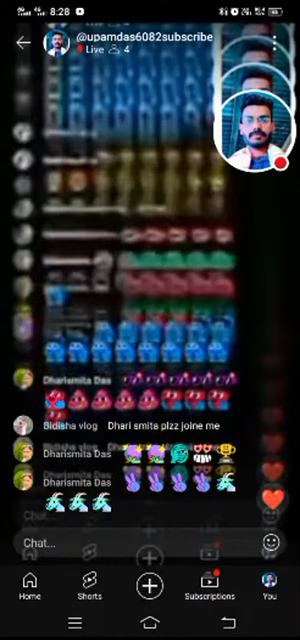 8:28
@upamdas6082subscribe
Live 4
Dharismita Das
Bidisha vlog Dhari smita plzz joine me
Dharismita Das
Dharismita Das
Chat...
Home Shorts Subscriptions You